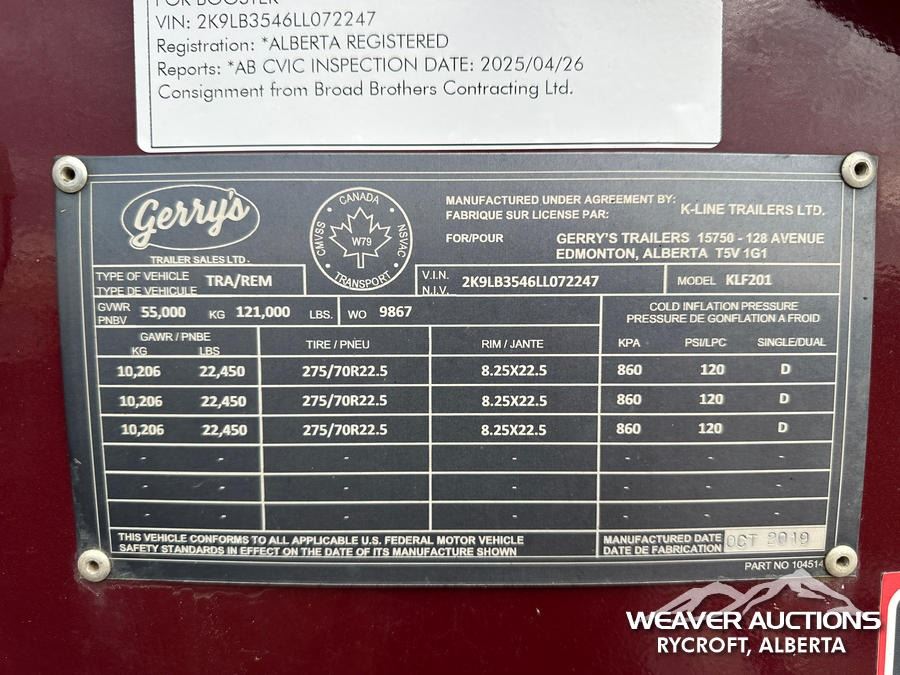 FOR BOOSTER
VIN: 2K9LB3546LL072247
Registration: *ALBERTA REGISTERED
Reports: *AB CVIC INSPECTION DATE: 2025/04/26
Consignment from Broad Brothers Contracting Ltd.
Gerry's
TRAILER SALES LTD.
CANADA
CMVSS
NSVAC
W79
TRANSPORT
MANUFACTURED UNDER AGREEMENT BY:
FABRIQUE SUR LICENSE PAR:
K-LINE TRAILERS LTD.
FOR/POUR GERRY'S TRAILERS 15750 - 128 AVENUE
EDMONTON, ALBERTA T5V 1G1
TYPE OF VEHICLE
TYPE DE VEHICULE
TRA/REM
V.I.N.
N.I.V.
2K9LB3546LL072247
MODEL KLF201
GVWR
PNBV
55,000 KG 121,000 LBS.
WO 9867
COLD INFLATION PRESSURE
PRESSURE DE GONFLATION A FROID
GAWR / PNBE
KG LBS
TIRE / PNEU RIM / JANTE KPA PSI/LPC SINGLE/DUAL
10,206 22,450 275/70R22.5 8.25X22.5 860 120 D
10,206 22,450 275/70R22.5 8.25X22.5 860 120 D
10,206 22,450 275/70R22.5 8.25X22.5 860 120 D
- - - - - - -
- - - - - - -
- - - - - - -
THIS VEHICLE CONFORMS TO ALL APPLICABLE U.S. FEDERAL MOTOR VEHICLE
SAFETY STANDARDS IN EFFECT ON THE DATE OF ITS MANUFACTURE SHOWN
MANUFACTURED DATE
DATE DE FABRICATION
OCT 2019
PART NO 104514
WEAVER AUCTIONS
RYCROFT, ALBERTA